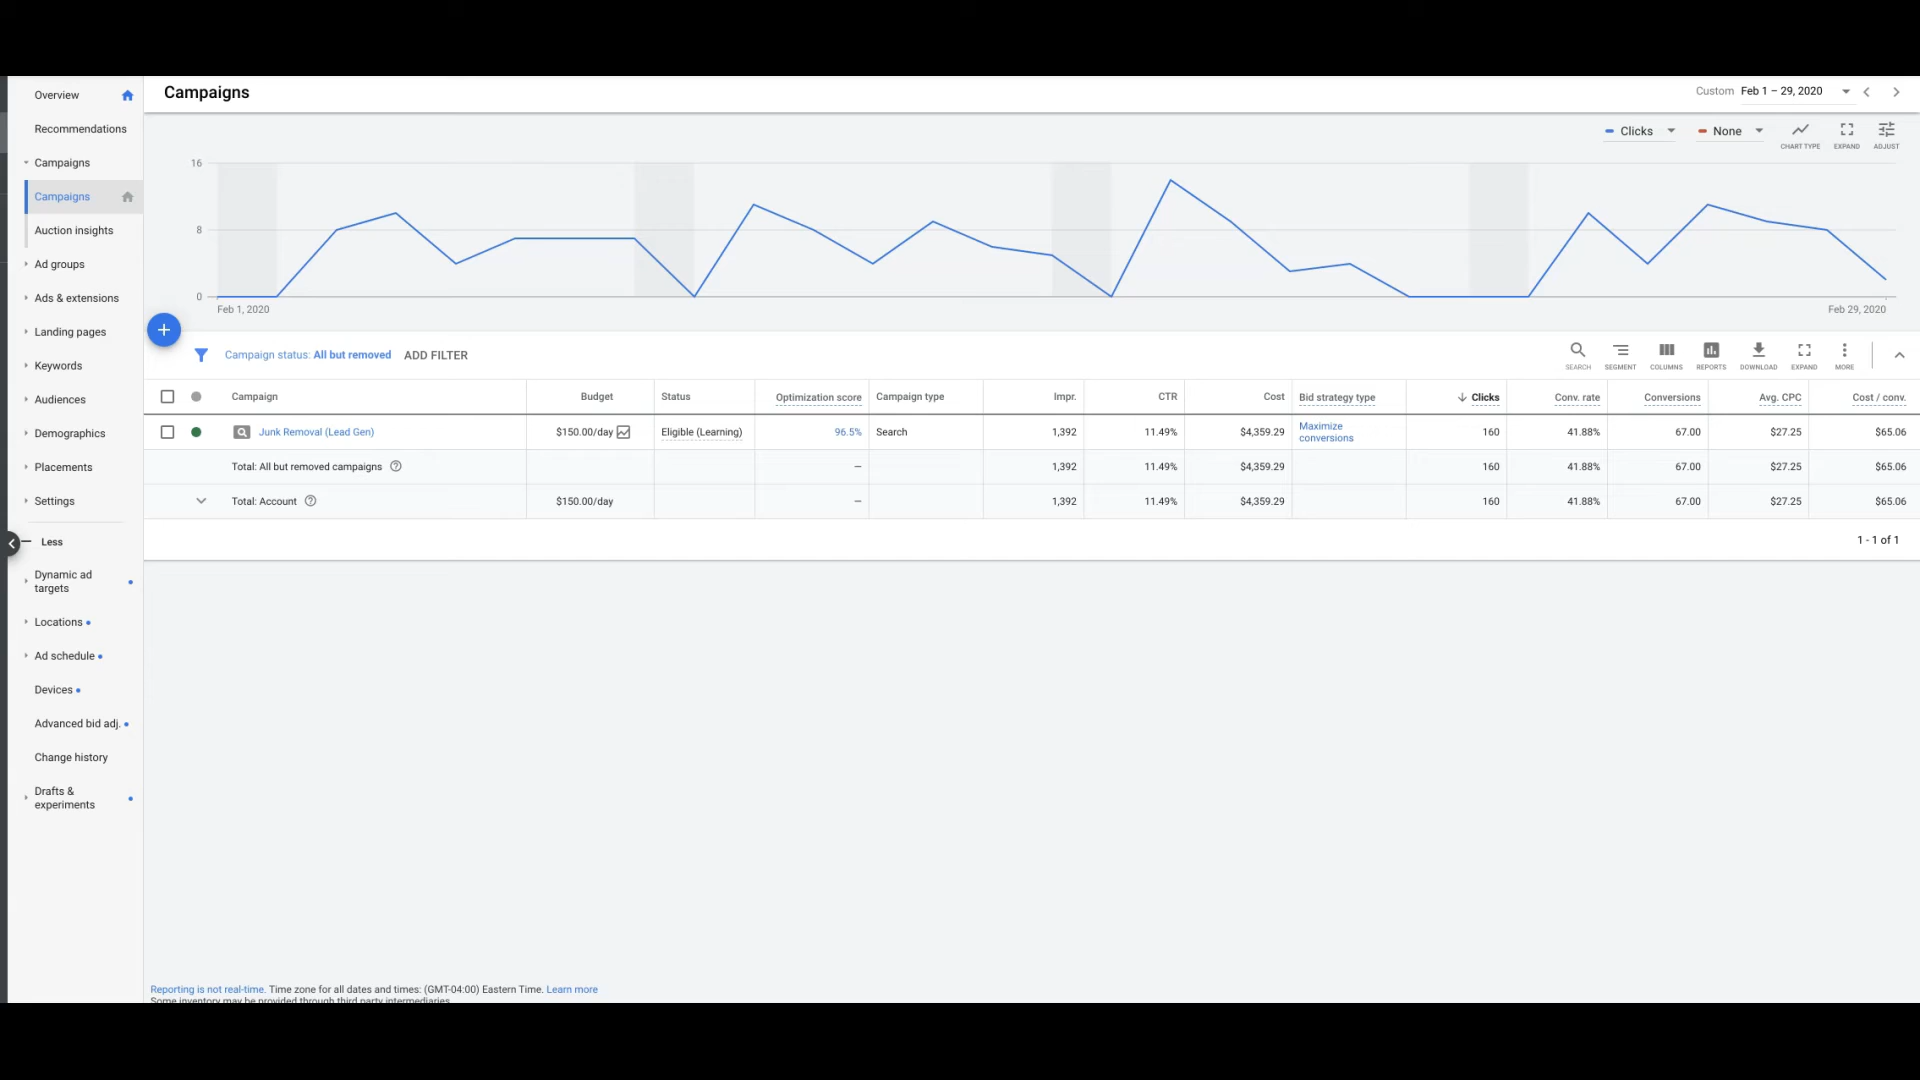 Overview
Campaigns
Custom Feb 1 – 29, 2020
Recommendations
Clicks None
CHART TYPE EXPAND ADJUST
Campaigns
16
Campaigns
Auction insights
8
Ad groups
Ads & extensions
0
Feb 1, 2020 Feb 29, 2020
Landing pages
Campaign status: All but removed ADD FILTER
SEARCH SEGMENT COLUMNS REPORTS DOWNLOAD EXPAND MORE
Keywords
Audiences
Demographics
Placements
Settings
Less
Dynamic ad
targets
Locations
Ad schedule
Devices
Advanced bid adj.
Change history
Drafts &
experiments
Campaign Budget Status Optimization score Campaign type Impr. CTR Cost Bid strategy type Clicks Conv. rate Conversions Avg. CPC Cost / conv.
Junk Removal (Lead Gen) $150.00/day Eligible (Learning) 96.5% Search 1,392 11.49% $4,359.29 Maximize conversions 160 41.88% 67.00 $27.25 $65.06
Total: All but removed campaigns – 1,392 11.49% $4,359.29 160 41.88% 67.00 $27.25 $65.06
Total: Account $150.00/day – 1,392 11.49% $4,359.29 160 41.88% 67.00 $27.25 $65.06
1 - 1 of 1
Reporting is not real-time. Time zone for all dates and times: (GMT-04:00) Eastern Time. Learn more
Some inventory may be provided through third party intermediaries.